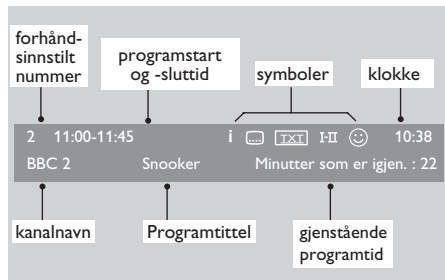 forhånd-
sinnstilt
nummer
programstart
og -sluttid
symboler
klokke
2 11:00-11:45 i TXT I-II 10:38
BBC 2 Snooker Minutter som er igjen. : 22
kanalnavn
Programtittel
gjenstående
programtid